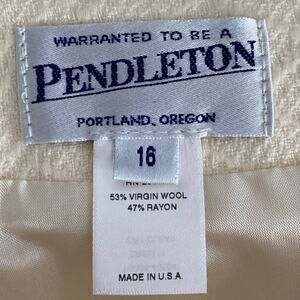 WARRANTED TO BE A
PENDLETON
PORTLAND, OREGON
16
53% VIRGIN WOOL
47% RAYON
MADE IN U.S.A.